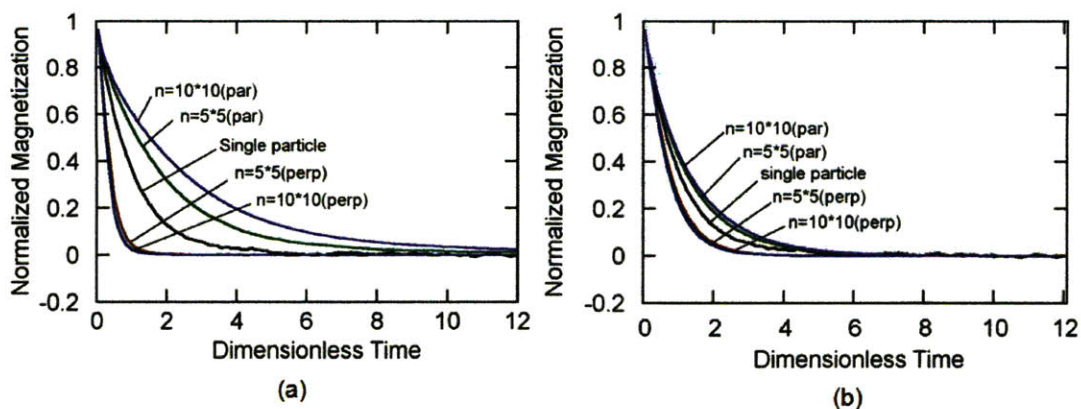 Normalized Magnetization
1
0.8
0.6
0.4
0.2
0
-0.2
n=10*10(par)
n=5*5(par)
Single particle
n=5*5(perp)
n=10*10(perp)
0 2 4 6 8 10 12
Dimensionless Time
(a)
Normalized Magnetization
1
0.8
0.6
0.4
0.2
0
-0.2
n=10*10(par)
n=5*5(par)
single particle
n=5*5(perp)
n=10*10(perp)
0 2 4 6 8 10 12
Dimensionless Time
(b)